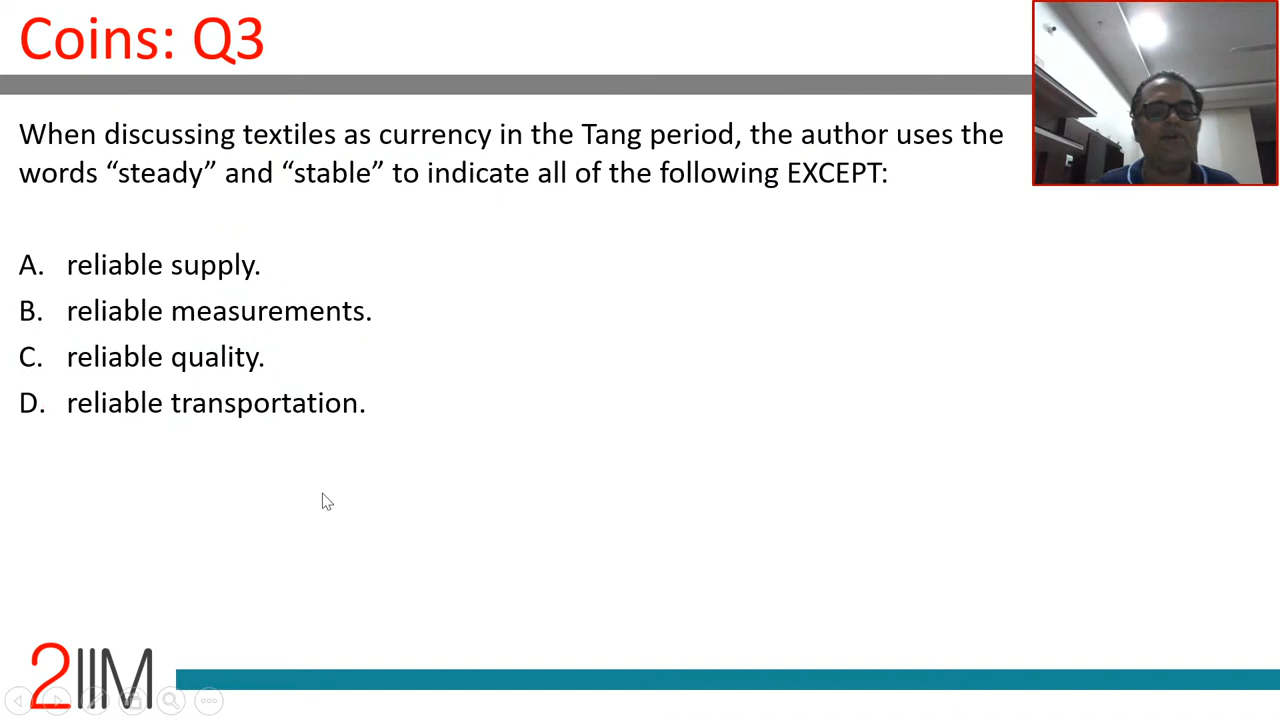 Coins: Q3
When discussing textiles as currency in the Tang period, the author uses the
words “steady” and “stable” to indicate all of the following EXCEPT:
A. reliable supply.
B. reliable measurements.
C. reliable quality.
D. reliable transportation.
2IIM